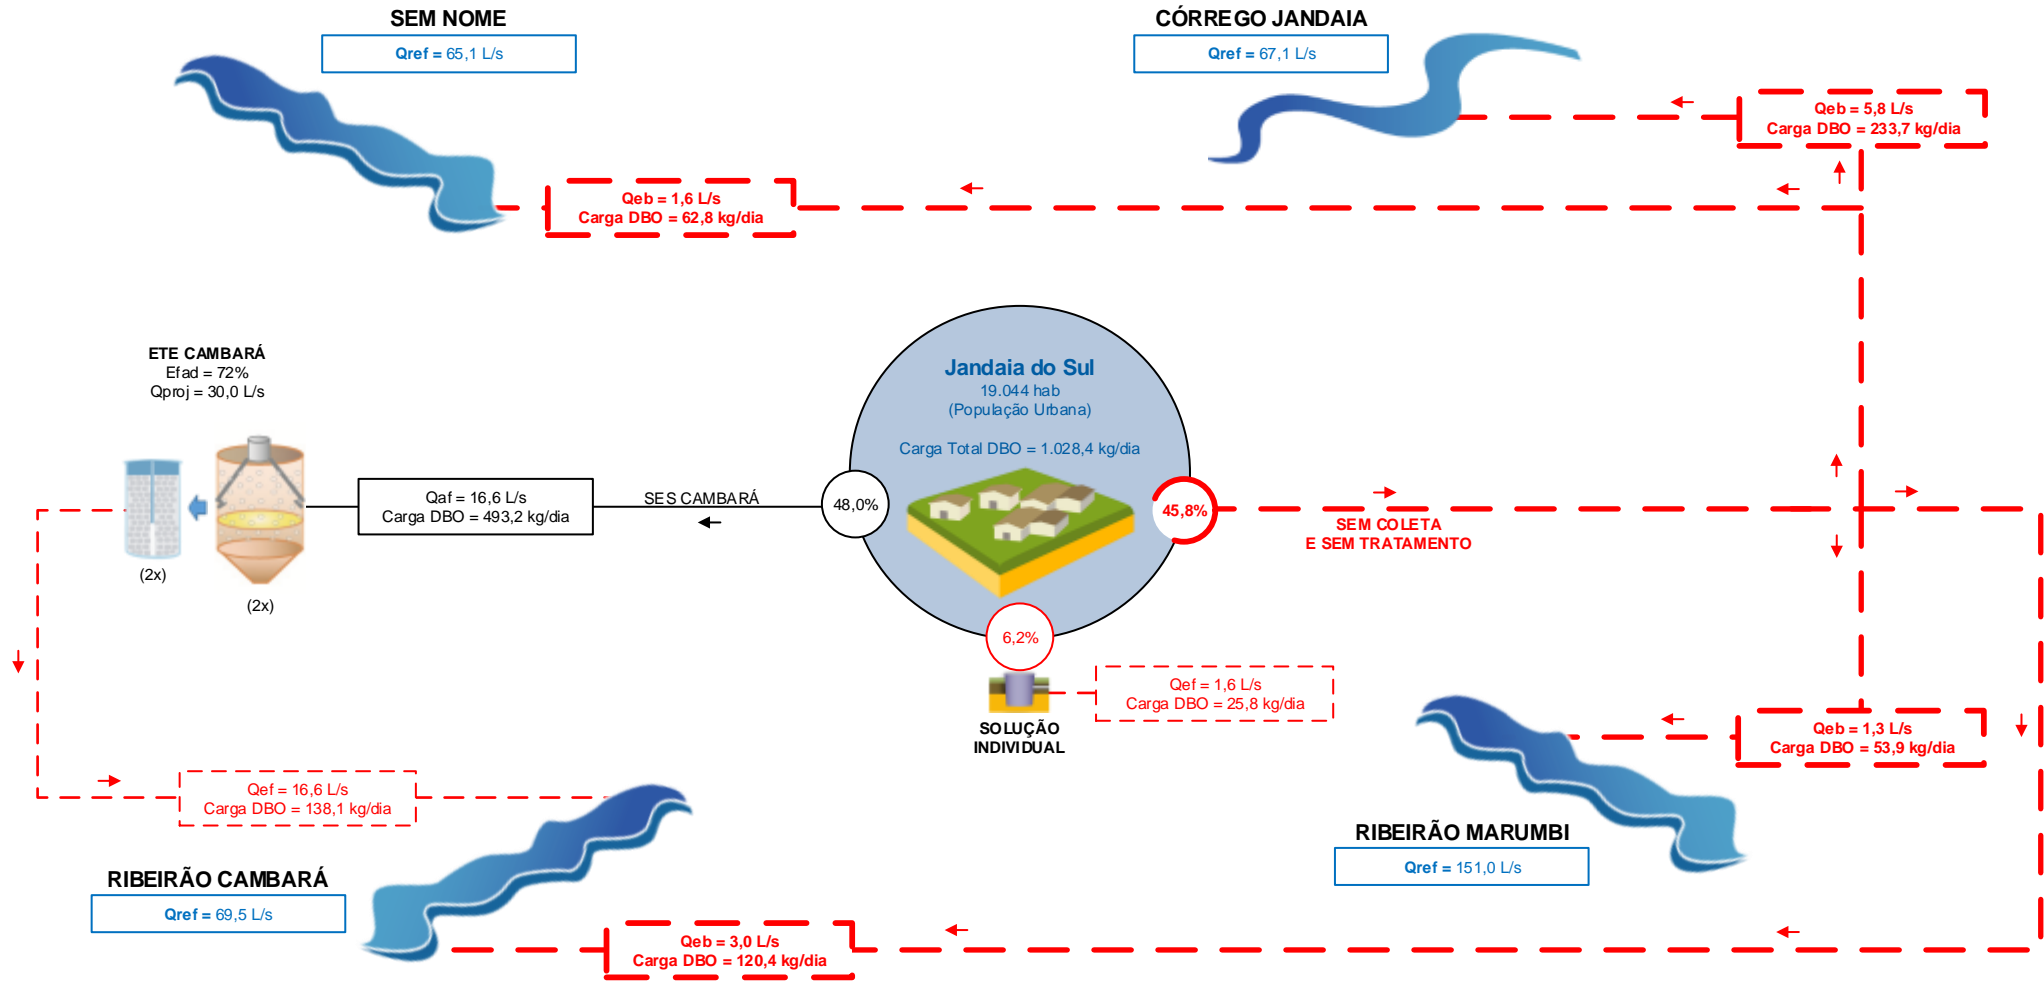 SEM NOME
Qref = 65,1 L/s
CÓRREGO JANDAIA
Qref = 67,1 L/s
Qeb = 5,8 L/s
Carga DBO = 233,7 kg/dia
Qeb = 1,6 L/s
Carga DBO = 62,8 kg/dia
ETE CAMBARÁ
Efad = 72%
Qproj = 30,0 L/s
Jandaia do Sul
19.044 hab
(População Urbana)
Carga Total DBO = 1.028,4 kg/dia
Qaf = 16,6 L/s
Carga DBO = 493,2 kg/dia
SES CAMBARÁ
48,0%
45,8%
SEM COLETA
E SEM TRATAMENTO
(2x)
(2x)
6,2%
Qef = 1,6 L/s
Carga DBO = 25,8 kg/dia
SOLUÇÃO
INDIVIDUAL
Qeb = 1,3 L/s
Carga DBO = 53,9 kg/dia
Qef = 16,6 L/s
Carga DBO = 138,1 kg/dia
RIBEIRÃO MARUMBI
Qref = 151,0 L/s
RIBEIRÃO CAMBARÁ
Qref = 69,5 L/s
Qeb = 3,0 L/s
Carga DBO = 120,4 kg/dia